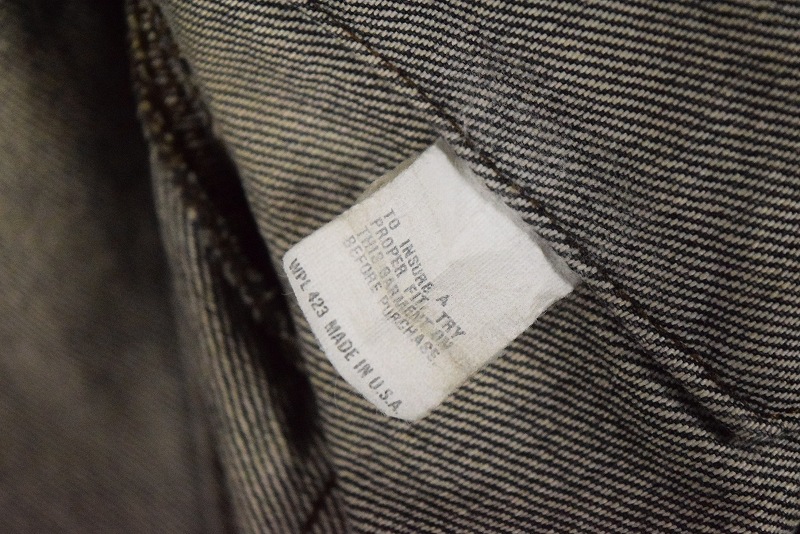 TO INSURE A
PROPER FIT, TRY
THIS GARMENT ON
BEFORE PURCHASE.
WPL 423 MADE IN U.S.A.